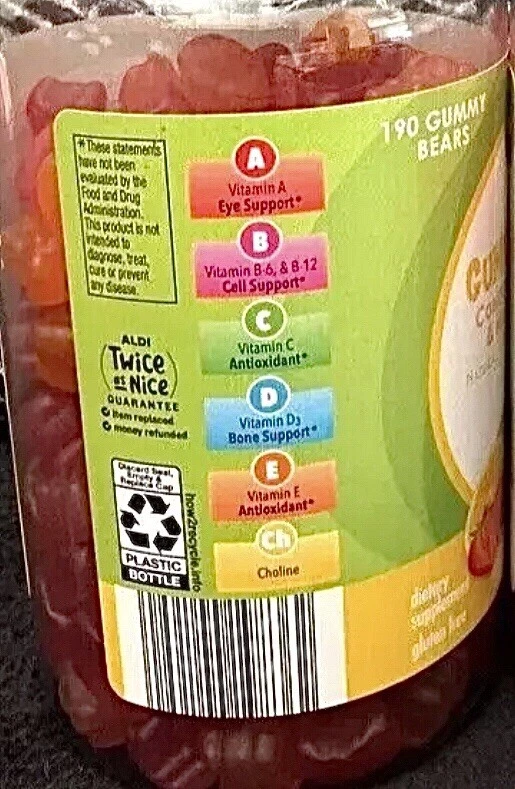 190 GUMMY
BEARS
*These statements
have not been
evaluated by the
Food and Drug
Administration.
This product is not
intended to
diagnose, treat,
cure or prevent
any disease.
A
Vitamin A
Eye Support*
B
Vitamin B-6, & B-12
Cell Support*
C
Vitamin C
Antioxidant*
D
Vitamin D3
Bone Support*
E
Vitamin E
Antioxidant*
Ch
Choline
ALDI
Twice
as Nice
GUARANTEE
item replaced
money refunded
Discard Seal,
Empty &
Replace Cap
PLASTIC
BOTTLE
how2recycle.info
dietary
supplement
gluten free